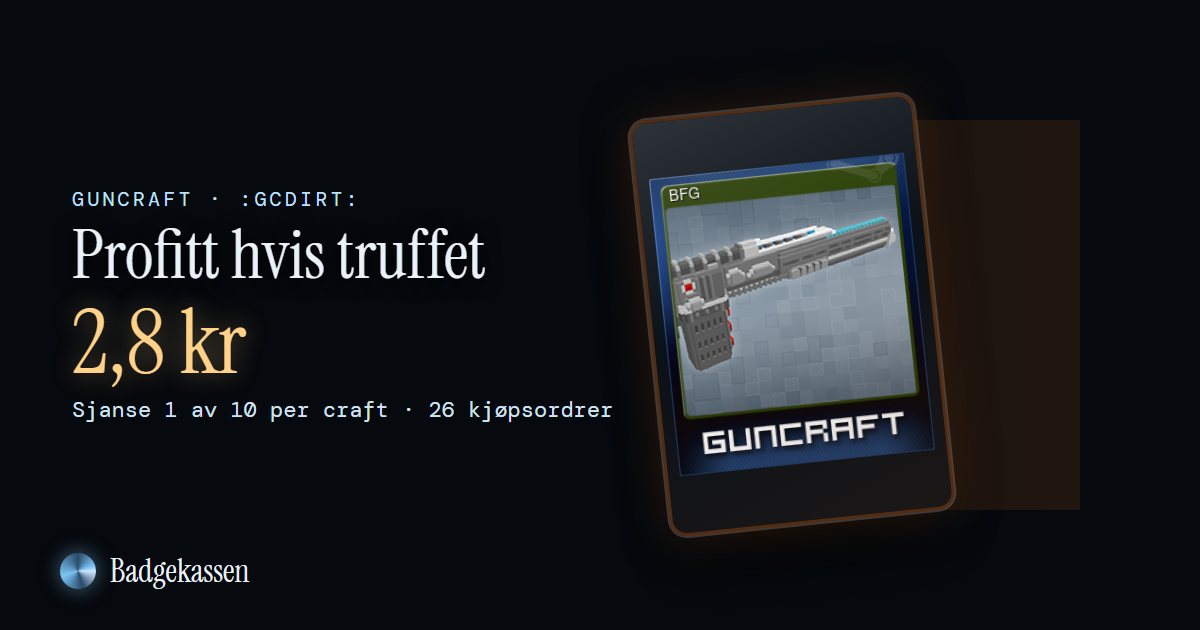 GUNCRAFT · :GCDIRT:
Profitt hvis truffet
2,8 kr
Sjanse 1 av 10 per craft · 26 kjøpsordrer
BFG
GUNCRAFT
Badgekassen